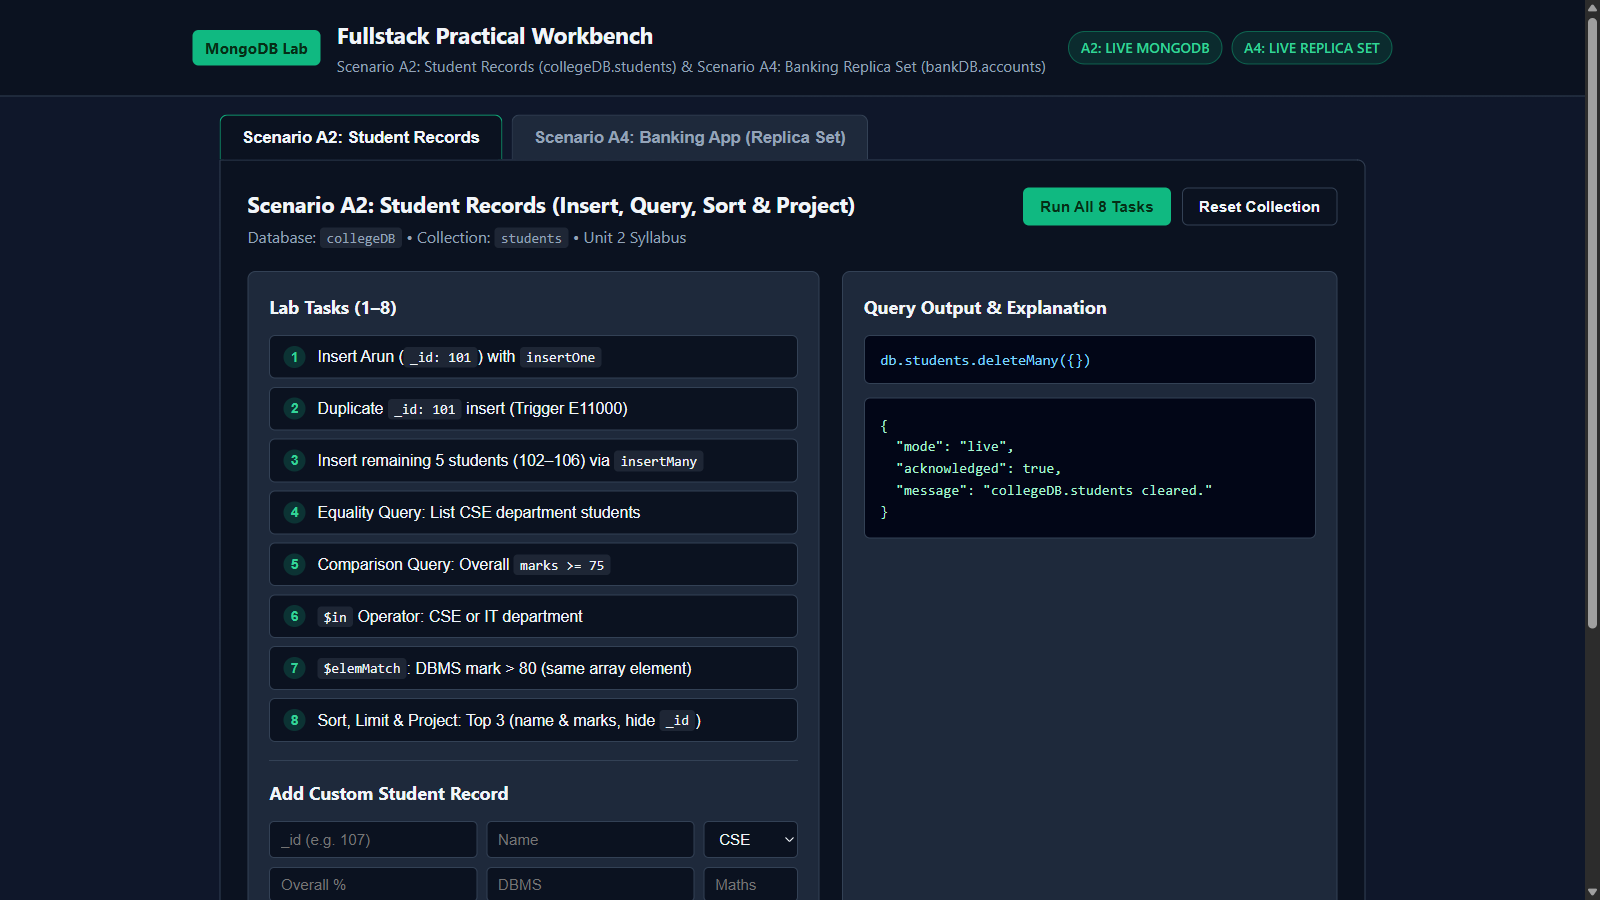 MongoDB Lab
Fullstack Practical Workbench
Scenario A2: Student Records (collegeDB.students) & Scenario A4: Banking Replica Set (bankDB.accounts)
A2: LIVE MONGODB
A4: LIVE REPLICA SET
Scenario A2: Student Records
Scenario A4: Banking App (Replica Set)
Scenario A2: Student Records (Insert, Query, Sort & Project)
Database: collegeDB • Collection: students • Unit 2 Syllabus
Run All 8 Tasks
Reset Collection
Lab Tasks (1–8)
1 Insert Arun ( _id: 101 ) with insertOne
2 Duplicate _id: 101 insert (Trigger E11000)
3 Insert remaining 5 students (102–106) via insertMany
4 Equality Query: List CSE department students
5 Comparison Query: Overall marks >= 75
6 $in Operator: CSE or IT department
7 $elemMatch : DBMS mark > 80 (same array element)
8 Sort, Limit & Project: Top 3 (name & marks, hide _id )
Add Custom Student Record
_id (e.g. 107)
Name
CSE
Overall %
DBMS
Maths
Query Output & Explanation
db.students.deleteMany({})
{
"mode": "live",
"acknowledged": true,
"message": "collegeDB.students cleared."
}